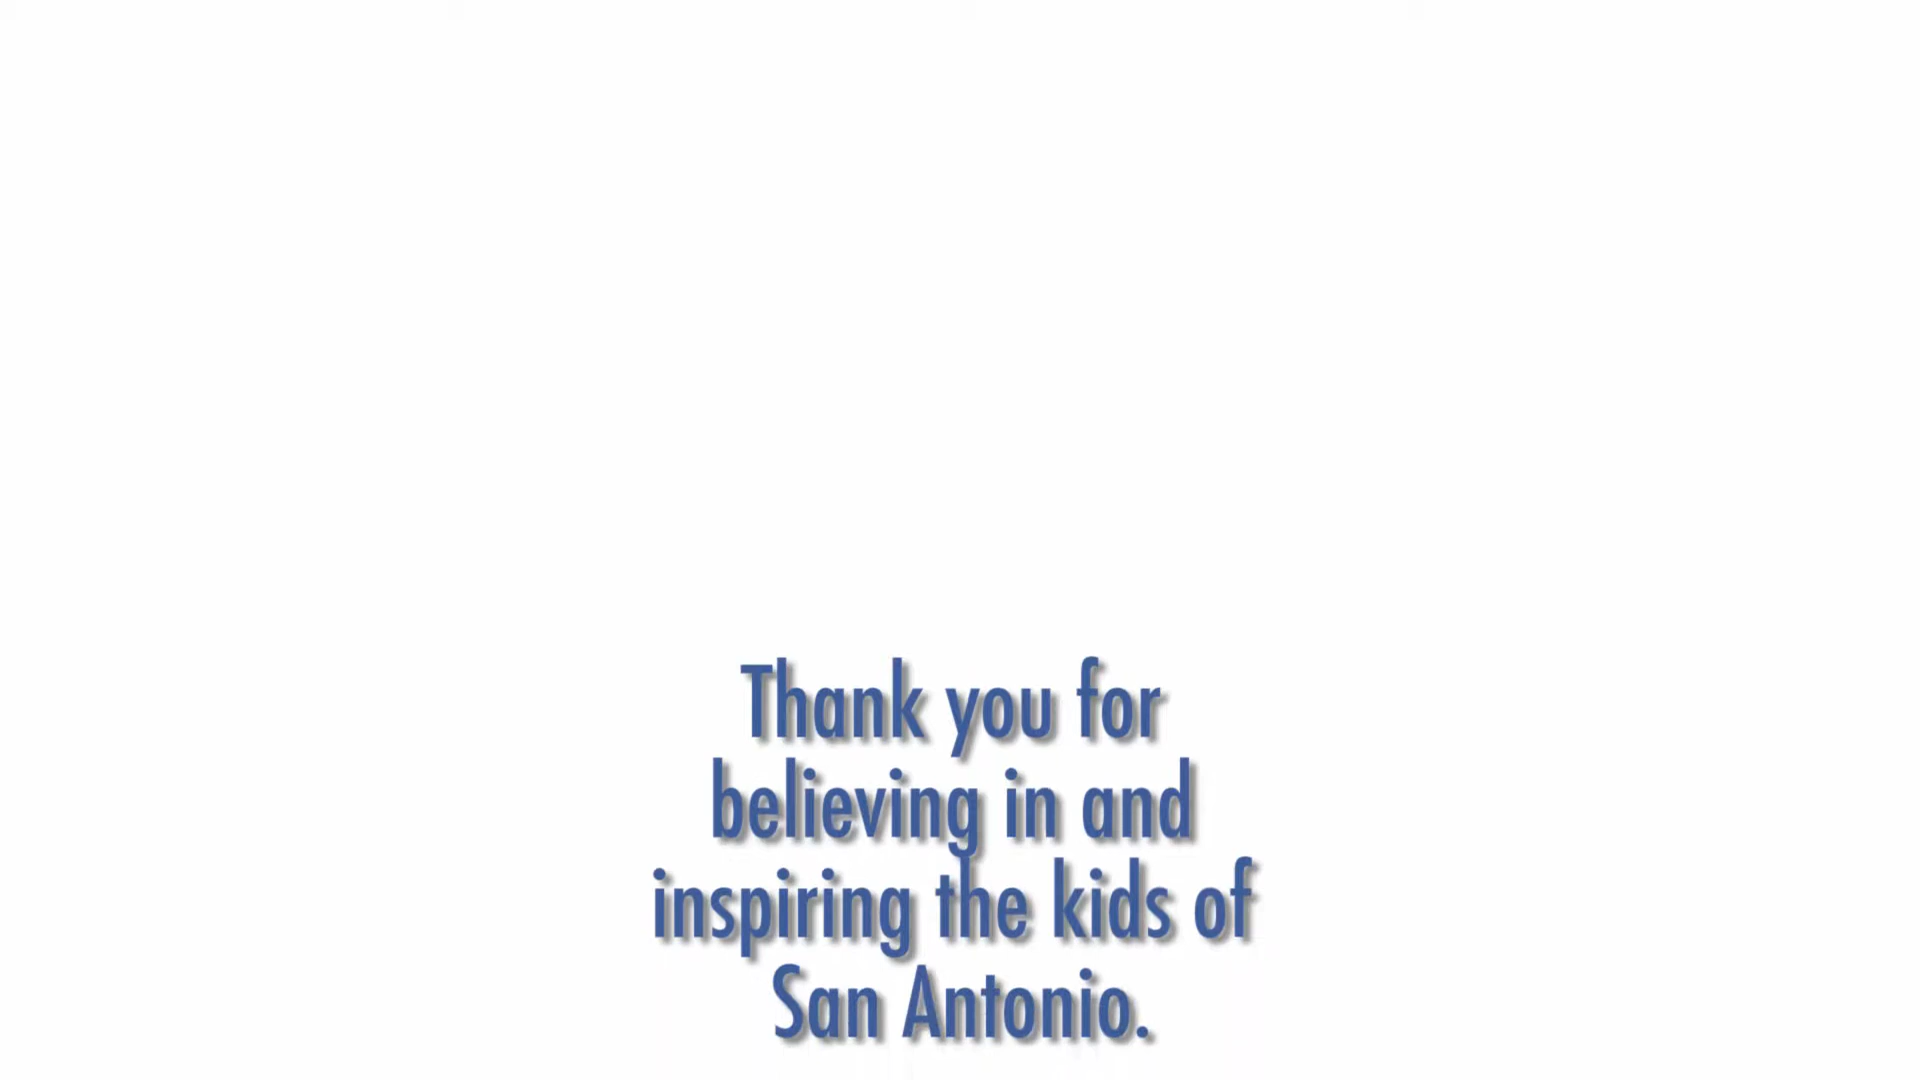 Thank you for
believing in and
inspiring the kids of
San Antonio.